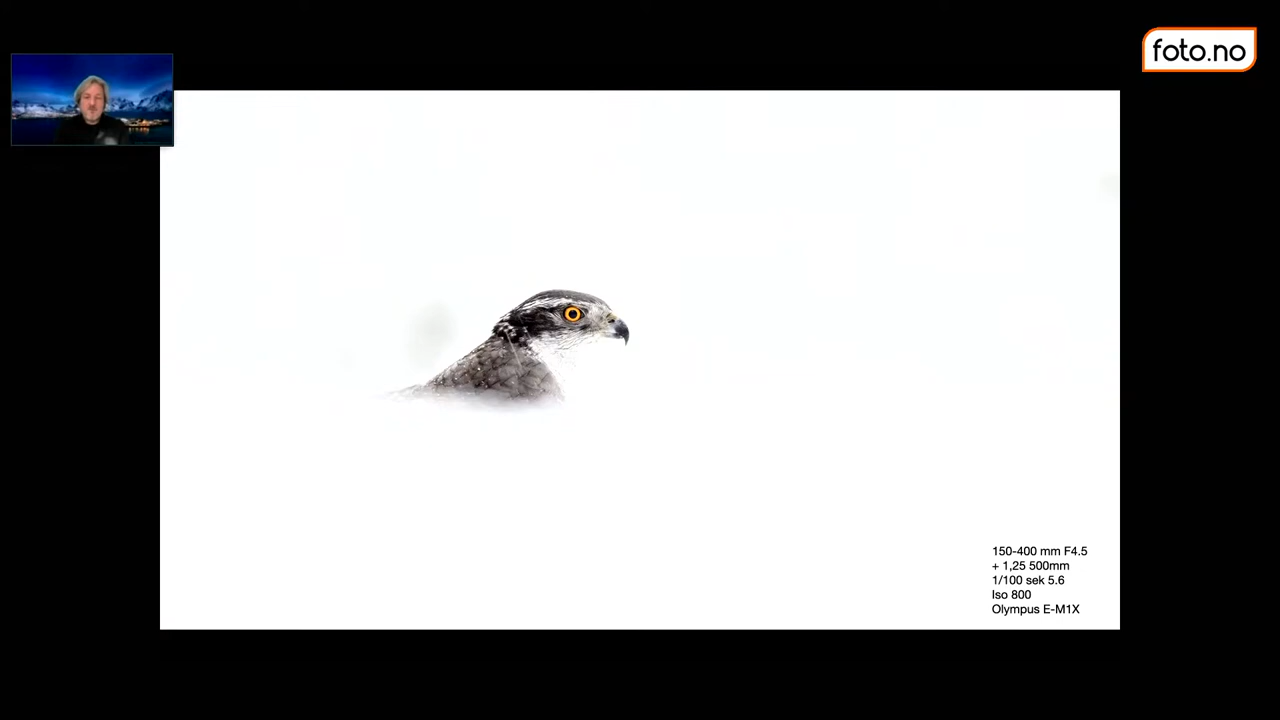 foto.no
150-400 mm F4.5
+ 1,25 500mm
1/100 sek 5.6
Iso 800
Olympus E-M1X